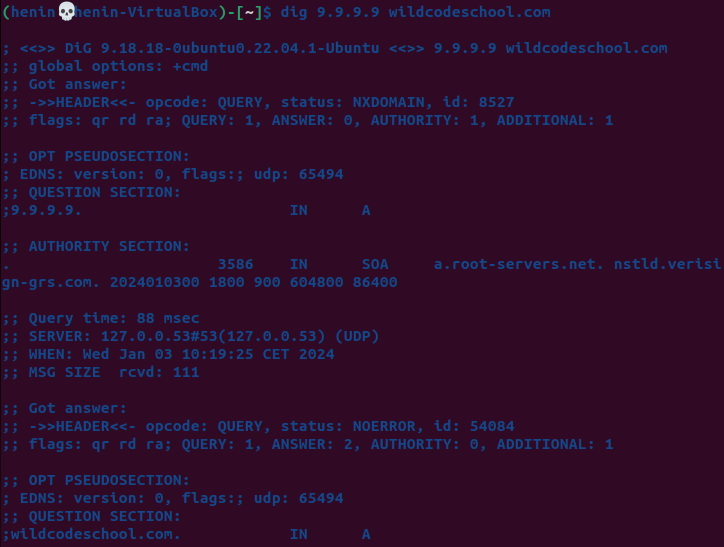 (henin💀henin-VirtualBox)-[~]$ dig 9.9.9.9 wildcodeschool.com
; <<>> DiG 9.18.18-0ubuntu0.22.04.1-Ubuntu <<>> 9.9.9.9 wildcodeschool.com
;; global options: +cmd
;; Got answer:
;; ->>HEADER<<- opcode: QUERY, status: NXDOMAIN, id: 8527
;; flags: qr rd ra; QUERY: 1, ANSWER: 0, AUTHORITY: 1, ADDITIONAL: 1
;; OPT PSEUDOSECTION:
; EDNS: version: 0, flags:; udp: 65494
;; QUESTION SECTION:
;9.9.9.9. IN A
;; AUTHORITY SECTION:
. 3586 IN SOA a.root-servers.net. nstld.verisi
gn-grs.com. 2024010300 1800 900 604800 86400
;; Query time: 88 msec
;; SERVER: 127.0.0.53#53(127.0.0.53) (UDP)
;; WHEN: Wed Jan 03 10:19:25 CET 2024
;; MSG SIZE  rcvd: 111
;; Got answer:
;; ->>HEADER<<- opcode: QUERY, status: NOERROR, id: 54084
;; flags: qr rd ra; QUERY: 1, ANSWER: 2, AUTHORITY: 0, ADDITIONAL: 1
;; OPT PSEUDOSECTION:
; EDNS: version: 0, flags:; udp: 65494
;; QUESTION SECTION:
;wildcodeschool.com. IN A